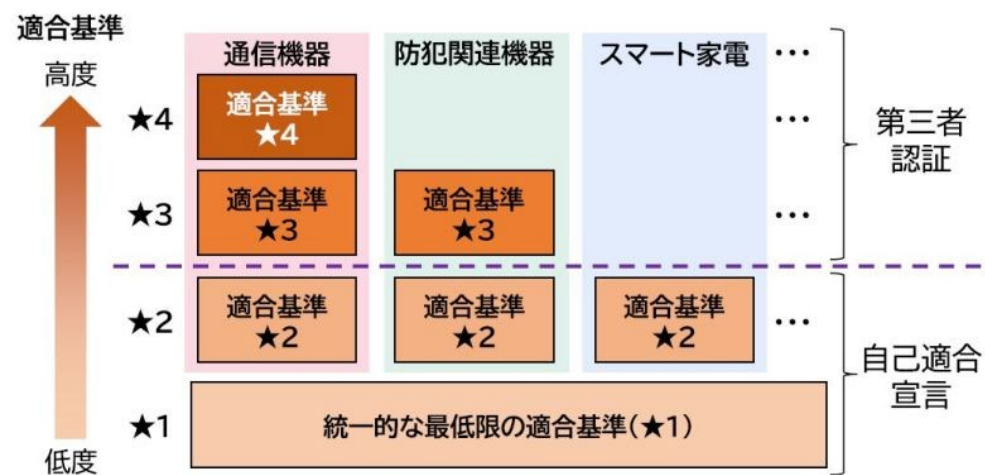 適合基準
高度
通信機器
防犯関連機器
スマート家電
…
★4
適合基準
★4
…
第三者
認証
★3
適合基準
★3
適合基準
★3
…
★2
適合基準
★2
適合基準
★2
適合基準
★2
…
自己適合
宣言
★1
統一的な最低限の適合基準(★1)
低度